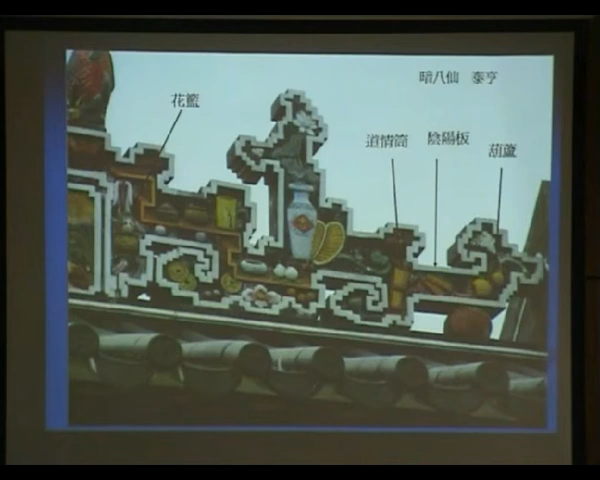 暗八仙　泰亨
花籃
道情筒
陰陽板
葫蘆